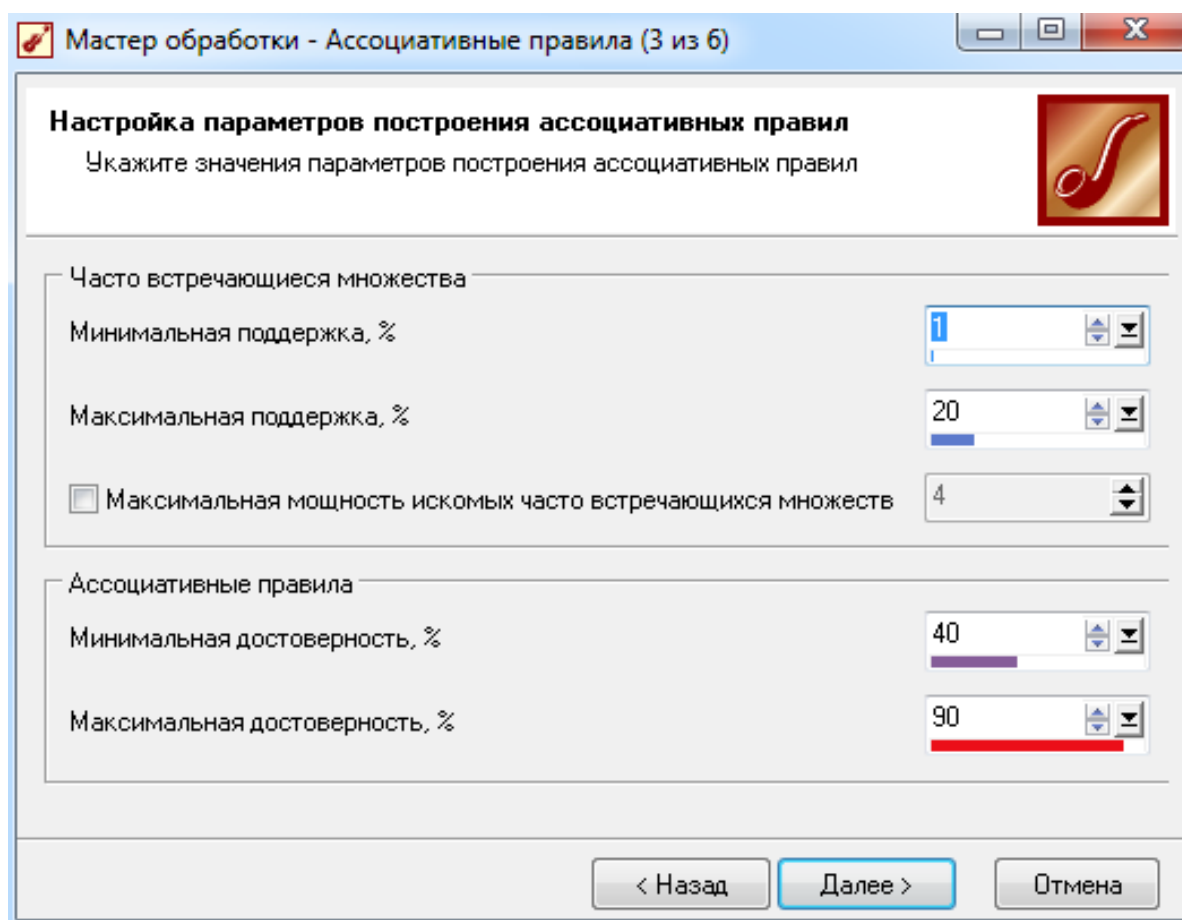 Мастер обработки - Ассоциативные правила (3 из 6)
Настройка параметров построения ассоциативных правил
Укажите значения параметров построения ассоциативных правил
Часто встречающиеся множества
Минимальная поддержка, % 1
Максимальная поддержка, % 20
Максимальная мощность искомых часто встречающихся множеств 4
Ассоциативные правила
Минимальная достоверность, % 40
Максимальная достоверность, % 90
< Назад Далее > Отмена